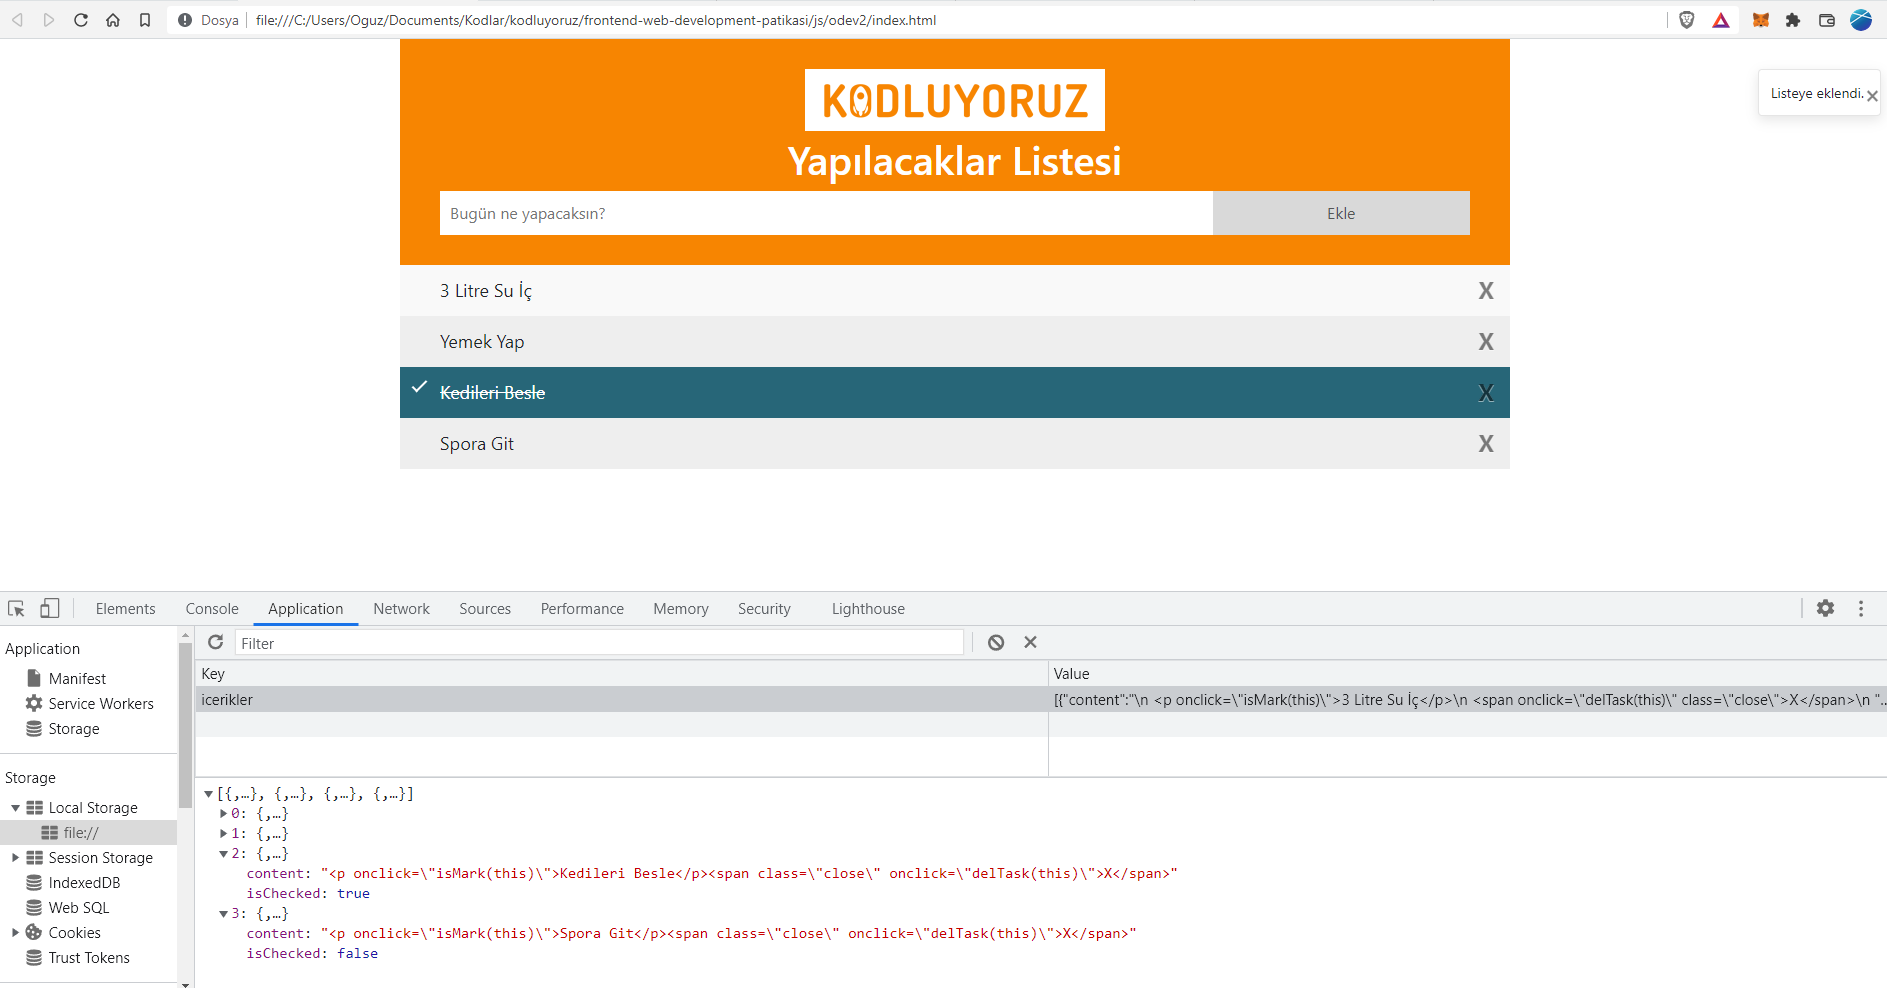 Dosya file:///C:/Users/Oguz/Documents/Kodlar/kodluyoruz/frontend-web-development-patikasi/js/odev2/index.html
KODLUYORUZ
Listeye eklendi. ×
Yapılacaklar Listesi
Bugün ne yapacaksın? Ekle
3 Litre Su İç X
Yemek Yap X
Kedileri Besle X
Spora Git X
Elements Console Application Network Sources Performance Memory Security Lighthouse
Application
Manifest
Service Workers
Storage
Storage
Local Storage
file://
Session Storage
IndexedDB
Web SQL
Cookies
Trust Tokens
Filter
Key Value
icerikler [{"content":"\n <p onclick=\"isMark(this)\">3 Litre Su İç</p>\n <span onclick=\"delTask(this)\" class=\"close\">X</span>\n "…
[{,…}, {,…}, {,…}, {,…}]
0: {,…}
1: {,…}
2: {,…}
content: "<p onclick=\"isMark(this)\">Kedileri Besle</p><span class=\"close\" onclick=\"delTask(this)\">X</span>"
isChecked: true
3: {,…}
content: "<p onclick=\"isMark(this)\">Spora Git</p><span class=\"close\" onclick=\"delTask(this)\">X</span>"
isChecked: false